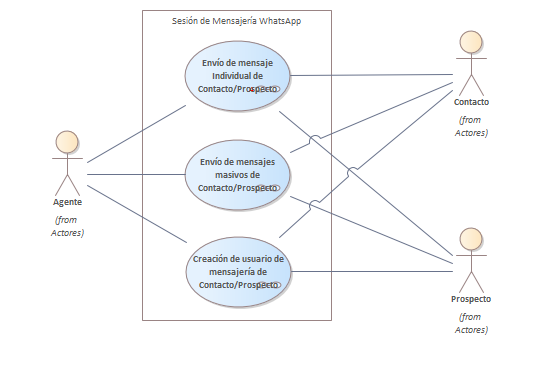 Sesión de Mensajería WhatsApp
Envío de mensaje
Individual de
Contacto/Prospecto
Envío de mensajes
masivos de
Contacto/Prospecto
Creación de usuario de
mensajería de
Contacto/Prospecto
Agente
(from
Actores)
Contacto
(from
Actores)
Prospecto
(from
Actores)